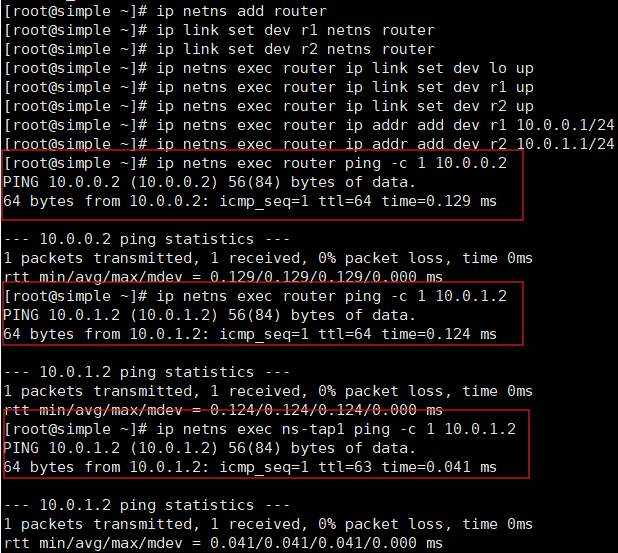 [root@simple ~]# ip netns add router
[root@simple ~]# ip link set dev r1 netns router
[root@simple ~]# ip link set dev r2 netns router
[root@simple ~]# ip netns exec router ip link set dev lo up
[root@simple ~]# ip netns exec router ip link set dev r1 up
[root@simple ~]# ip netns exec router ip link set dev r2 up
[root@simple ~]# ip netns exec router ip addr add dev r1 10.0.0.1/24
[root@simple ~]# ip netns exec router ip addr add dev r2 10.0.1.1/24
[root@simple ~]# ip netns exec router ping -c 1 10.0.0.2
PING 10.0.0.2 (10.0.0.2) 56(84) bytes of data.
64 bytes from 10.0.0.2: icmp_seq=1 ttl=64 time=0.129 ms
--- 10.0.0.2 ping statistics ---
1 packets transmitted, 1 received, 0% packet loss, time 0ms
rtt min/avg/max/mdev = 0.129/0.129/0.129/0.000 ms
[root@simple ~]# ip netns exec router ping -c 1 10.0.1.2
PING 10.0.1.2 (10.0.1.2) 56(84) bytes of data.
64 bytes from 10.0.1.2: icmp_seq=1 ttl=64 time=0.124 ms
--- 10.0.1.2 ping statistics ---
1 packets transmitted, 1 received, 0% packet loss, time 0ms
rtt min/avg/max/mdev = 0.124/0.124/0.124/0.000 ms
[root@simple ~]# ip netns exec ns-tap1 ping -c 1 10.0.1.2
PING 10.0.1.2 (10.0.1.2) 56(84) bytes of data.
64 bytes from 10.0.1.2: icmp_seq=1 ttl=63 time=0.041 ms
--- 10.0.1.2 ping statistics ---
1 packets transmitted, 1 received, 0% packet loss, time 0ms
rtt min/avg/max/mdev = 0.041/0.041/0.041/0.000 ms